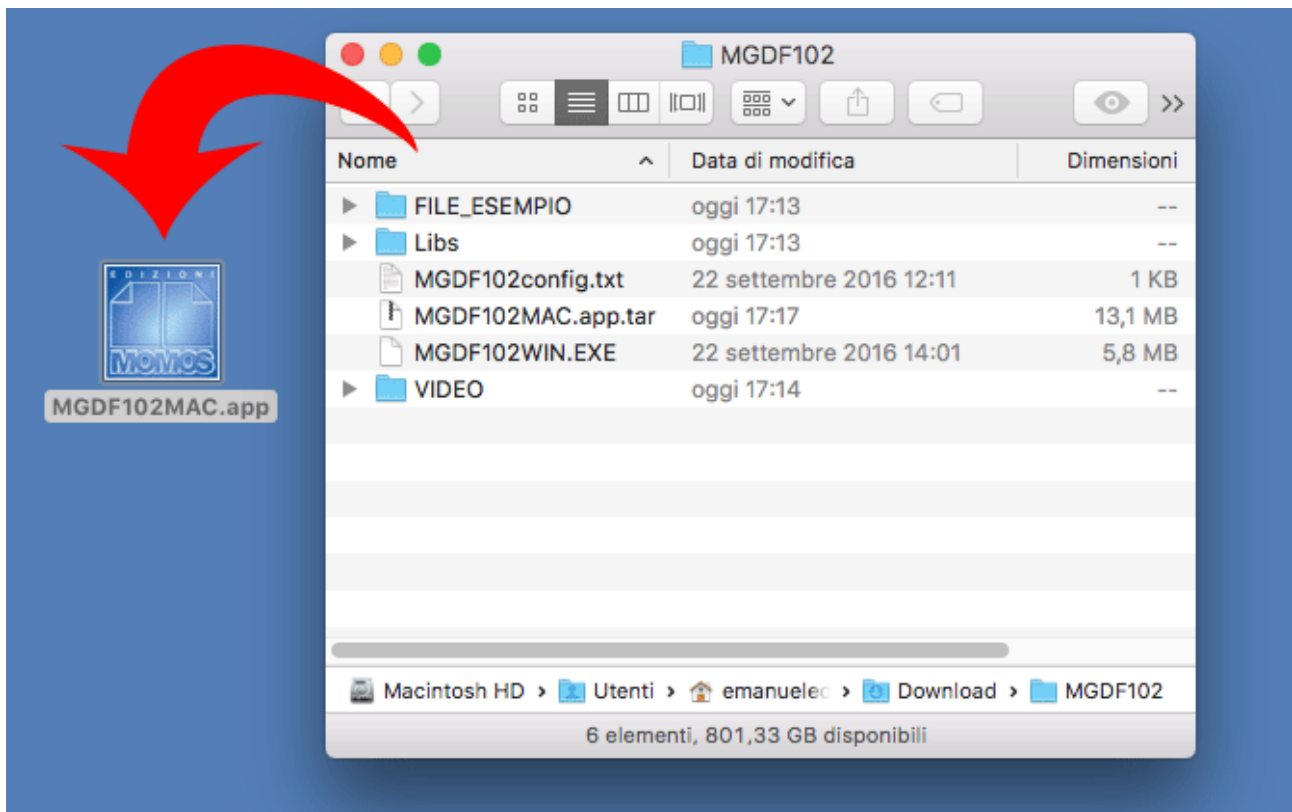 MGDF102
Nome Data di modifica Dimensioni
FILE_ESEMPIO oggi 17:13 --
Libs oggi 17:13 --
MGDF102config.txt 22 settembre 2016 12:11 1 KB
MGDF102MAC.app.tar oggi 17:17 13,1 MB
MGDF102WIN.EXE 22 settembre 2016 14:01 5,8 MB
VIDEO oggi 17:14 --
EDIZIONI
MOMOS
MGDF102MAC.app
Macintosh HD › Utenti › › Download › MGDF102
6 elementi, 801,33 GB disponibili